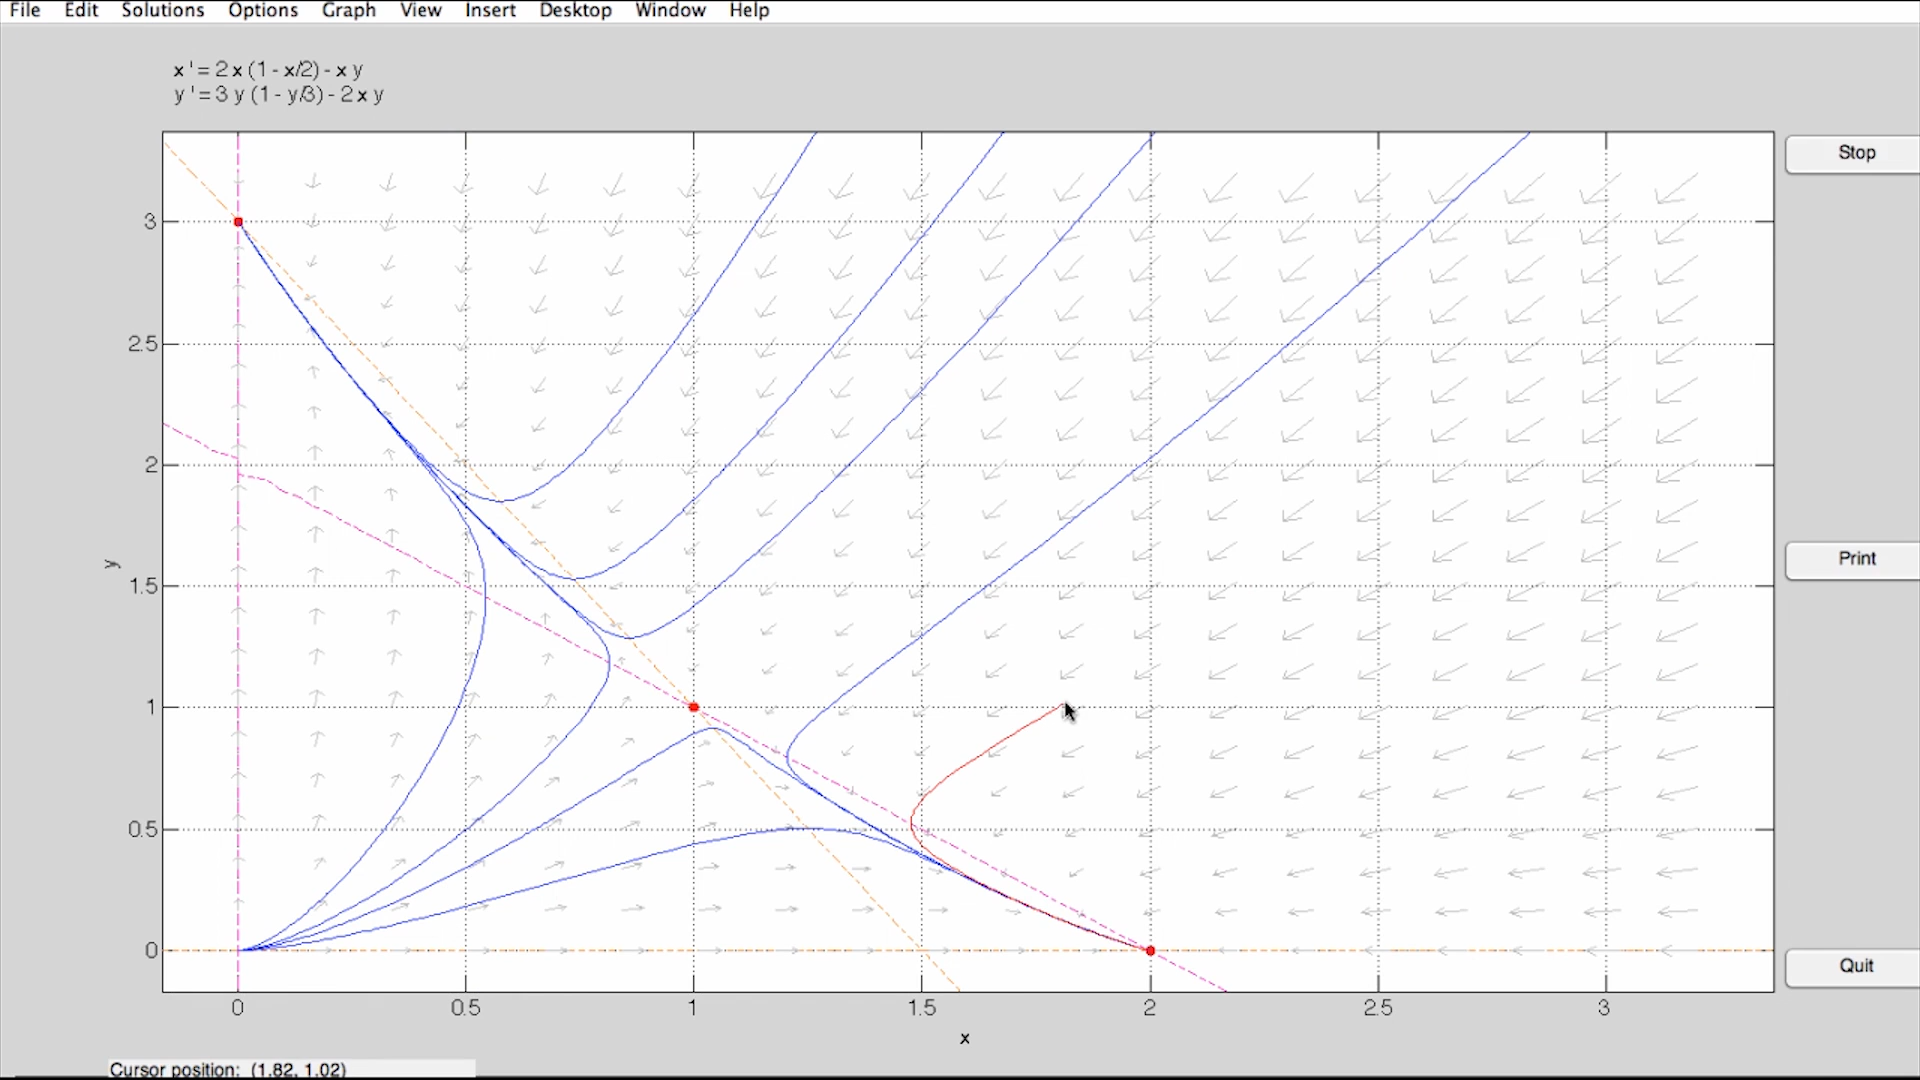 File Edit Solutions Options Graph View Insert Desktop Window Help
x ' = 2 x (1 - x/2) - x y
y ' = 3 y (1 - y/3) - 2 x y
Stop
3
2.5
2
y
1.5
Print
1
0.5
0
Quit
0 0.5 1 1.5 2 2.5 3
x
Cursor position: (1.82, 1.02)